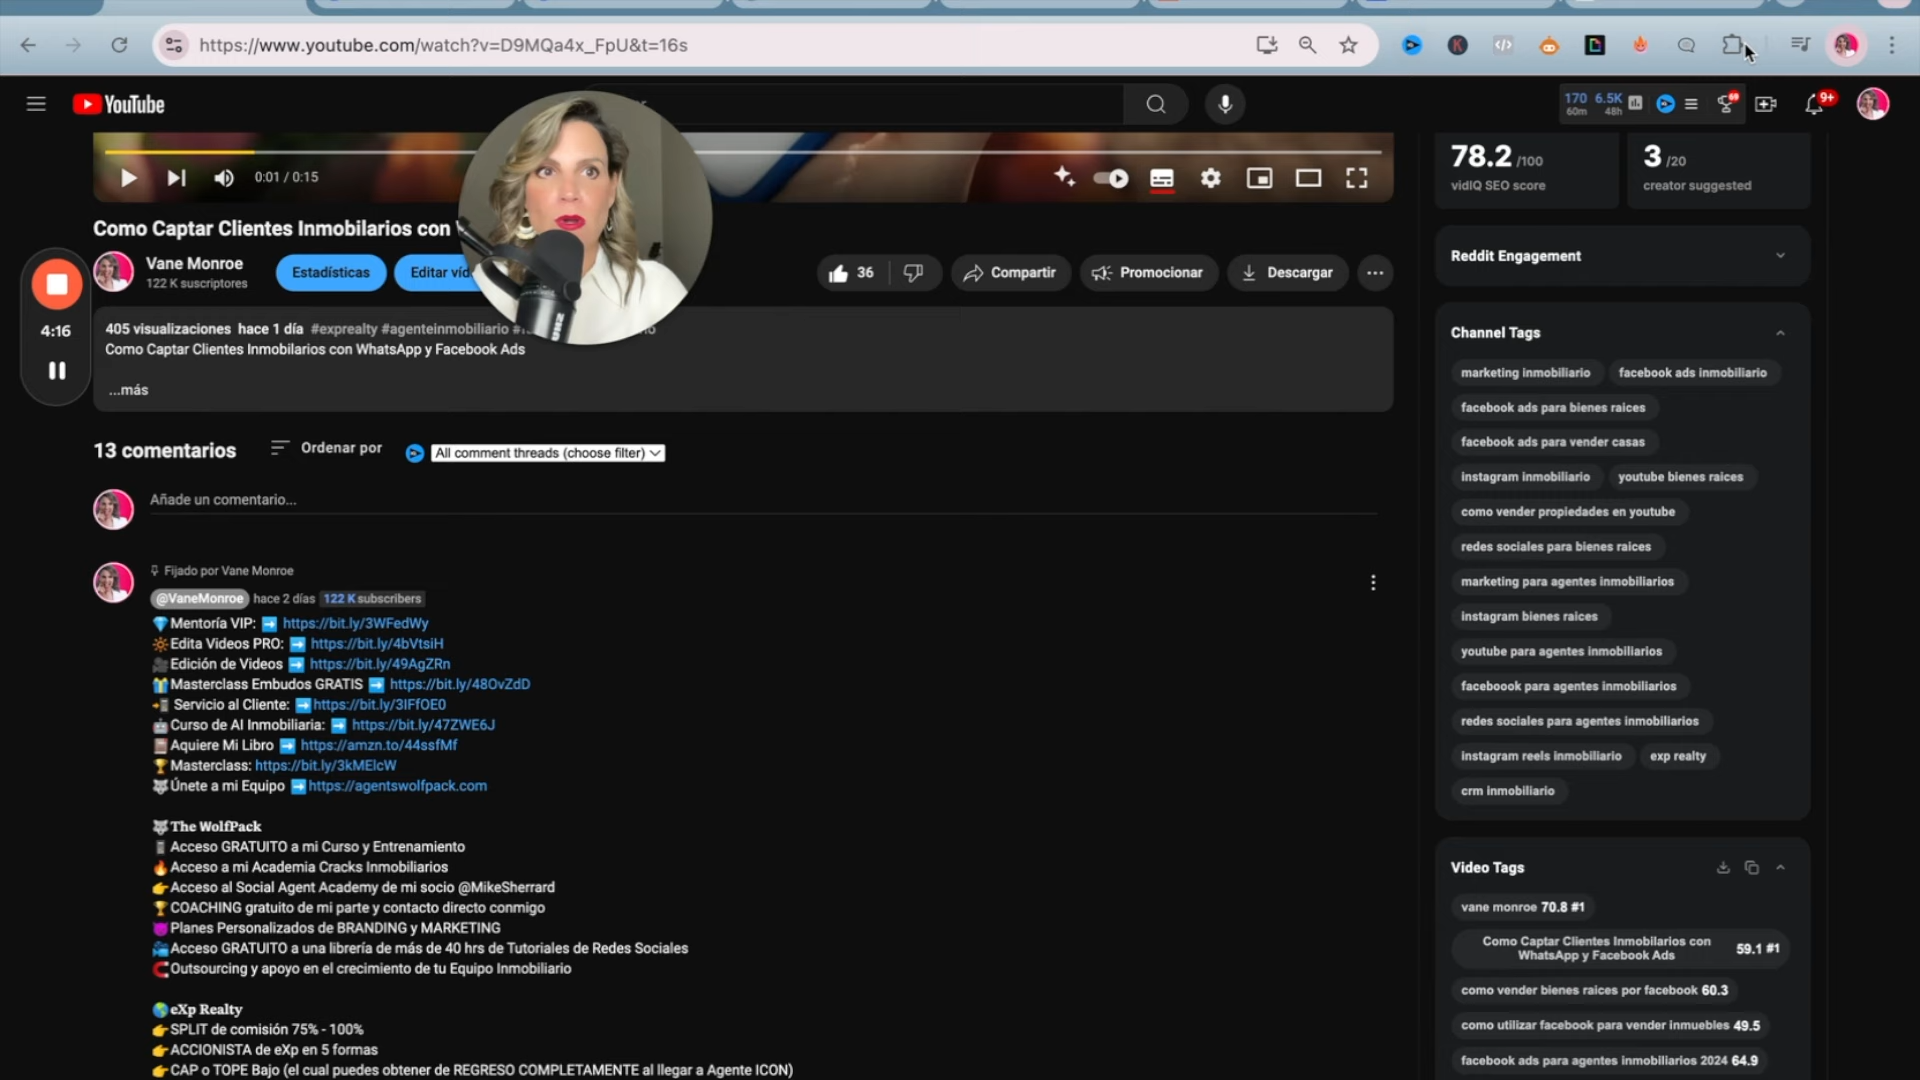 https://www.youtube.com/watch?v=D9MQa4x_FpU&t=16s
YouTube
170 6.5K
60m 48h
9+
0:01 / 0:15
78.2 /100
vidIQ SEO score
3 /20
creator suggested
Como Captar Clientes Inmobilarios con
Vane Monroe
122 K suscriptores
Estadísticas
Editar víd
36
Compartir
Promocionar
Descargar
4:16
405 visualizaciones hace 1 día #exprealty #agenteinmobiliario
Como Captar Clientes Inmobilarios con WhatsApp y Facebook Ads
...más
13 comentarios
Ordenar por
All comment threads (choose filter)
Añade un comentario...
Fijado por Vane Monroe
@VaneMonroe hace 2 días 122 K subscribers
💎Mentoría VIP: ➡️ https://bit.ly/3WFedWy
🔆Edita Videos PRO: ➡️ https://bit.ly/4bVtsiH
🎥Edición de Videos ➡️ https://bit.ly/49AgZRn
🎁Masterclass Embudos GRATIS ➡️ https://bit.ly/48OvZdD
📲 Servicio al Cliente: ➡️https://bit.ly/3IFfOE0
🤖Curso de AI Inmobiliaria: ➡️ https://bit.ly/47ZWE6J
📔Aquiere Mi Libro ➡️ https://amzn.to/44ssfMf
🏆Masterclass: https://bit.ly/3kMElcW
🐺Únete a mi Equipo ➡️https://agentswolfpack.com
🐺The WolfPack
📱Acceso GRATUITO a mi Curso y Entrenamiento
🔥Acceso a mi Academia Cracks Inmobiliarios
👉Acceso al Social Agent Academy de mi socio @MikeSherrard
🏆COACHING gratuito de mi parte y contacto directo conmigo
😈Planes Personalizados de BRANDING y MARKETING
🎦Acceso GRATUITO a una librería de más de 40 hrs de Tutoriales de Redes Sociales
🧲Outsourcing y apoyo en el crecimiento de tu Equipo Inmobiliario
🌎eXp Realty
👉SPLIT de comisión 75% - 100%
👉ACCIONISTA de eXp en 5 formas
👉CAP o TOPE Bajo (el cual puedes obtener de REGRESO COMPLETAMENTE al llegar a Agente ICON)
Reddit Engagement
Channel Tags
marketing inmobiliario
facebook ads inmobiliario
facebook ads para bienes raices
facebook ads para vender casas
instagram inmobiliario
youtube bienes raices
como vender propiedades en youtube
redes sociales para bienes raices
marketing para agentes inmobiliarios
instagram bienes raices
youtube para agentes inmobiliarios
faceboook para agentes inmobiliarios
redes sociales para agentes inmobiliarios
instagram reels inmobiliario
exp realty
crm inmobiliario
Video Tags
vane monroe 70.8 #1
Como Captar Clientes Inmobilarios con
WhatsApp y Facebook Ads 59.1 #1
como vender bienes raices por facebook 60.3
como utilizar facebook para vender inmuebles 49.5
facebook ads para agentes inmobiliarios 2024 64.9